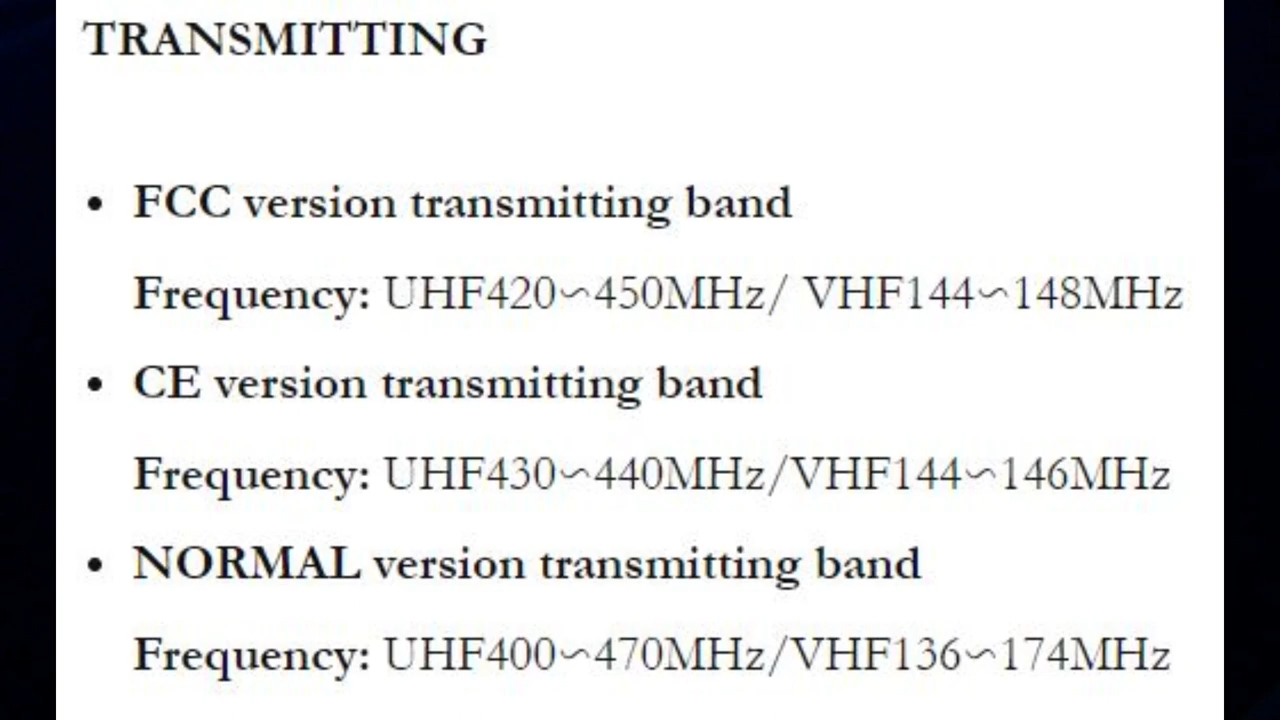 TRANSMITTING
• FCC version transmitting band
Frequency: UHF420~450MHz/ VHF144~148MHz
• CE version transmitting band
Frequency: UHF430~440MHz/VHF144~146MHz
• NORMAL version transmitting band
Frequency: UHF400~470MHz/VHF136~174MHz